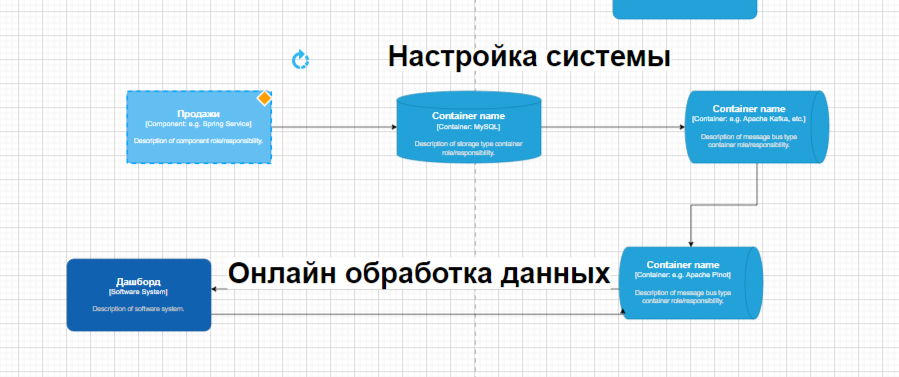 Настройка системы
Продажи
[Component: e.g. Spring Service]
Description of component role/responsibility.
Container name
[Container: MySQL]
Description of storage type container
role/responsibility.
Container name
[Container: e.g. Apache Kafka, etc.]
Description of message bus type
container role/responsibility.
Онлайн обработка данных
Дашборд
[Software System]
Description of software system.
Container name
[Container: e.g. Apache Pinot]
Description of message bus type
container role/responsibility.